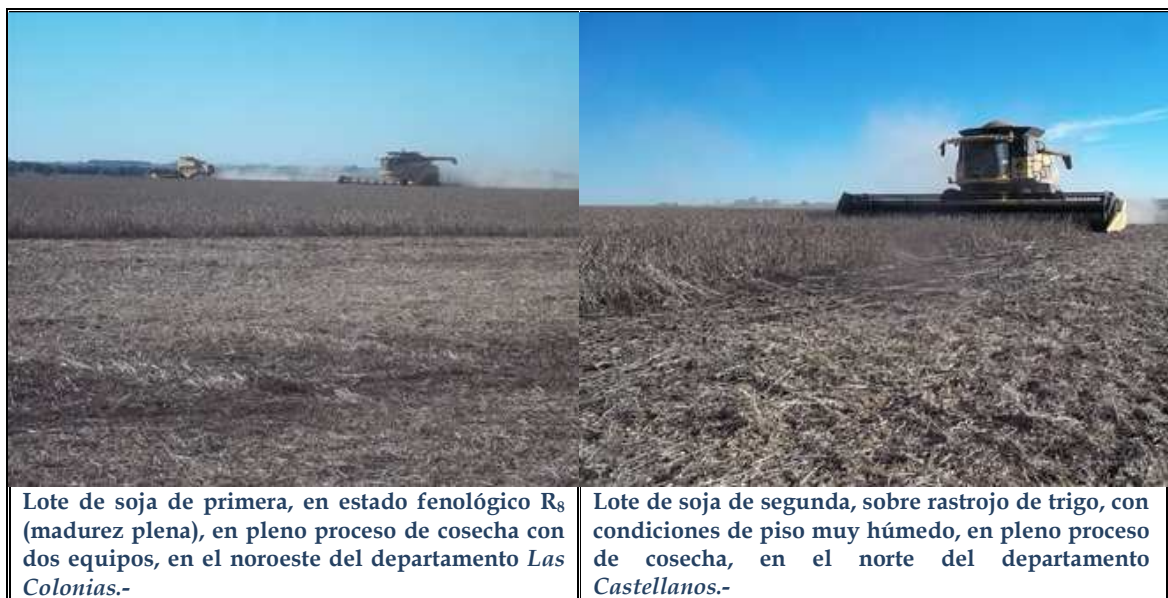 Lote de soja de primera, en estado fenológico R₈
(madurez plena), en pleno proceso de cosecha con
dos equipos, en el noroeste del departamento Las
Colonias.-
Lote de soja de segunda, sobre rastrojo de trigo, con
condiciones de piso muy húmedo, en pleno proceso
de cosecha, en el norte del departamento
Castellanos.-